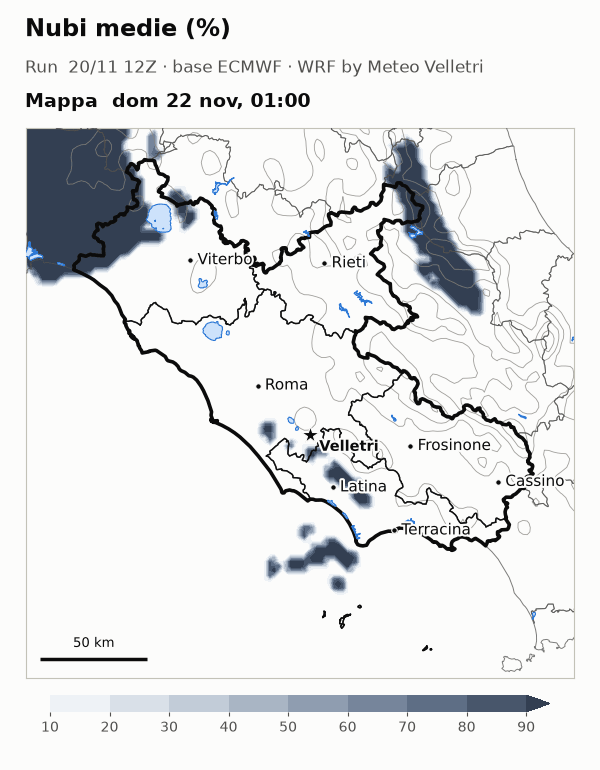 Nubi medie (%)
Run  20/11 12Z · base ECMWF · WRF by Meteo Velletri
Mappa  dom 22 nov, 01:00
Viterbo
Rieti
Roma
Velletri
Frosinone
Latina
Cassino
Terracina
50 km
10 20 30 40 50 60 70 80 90